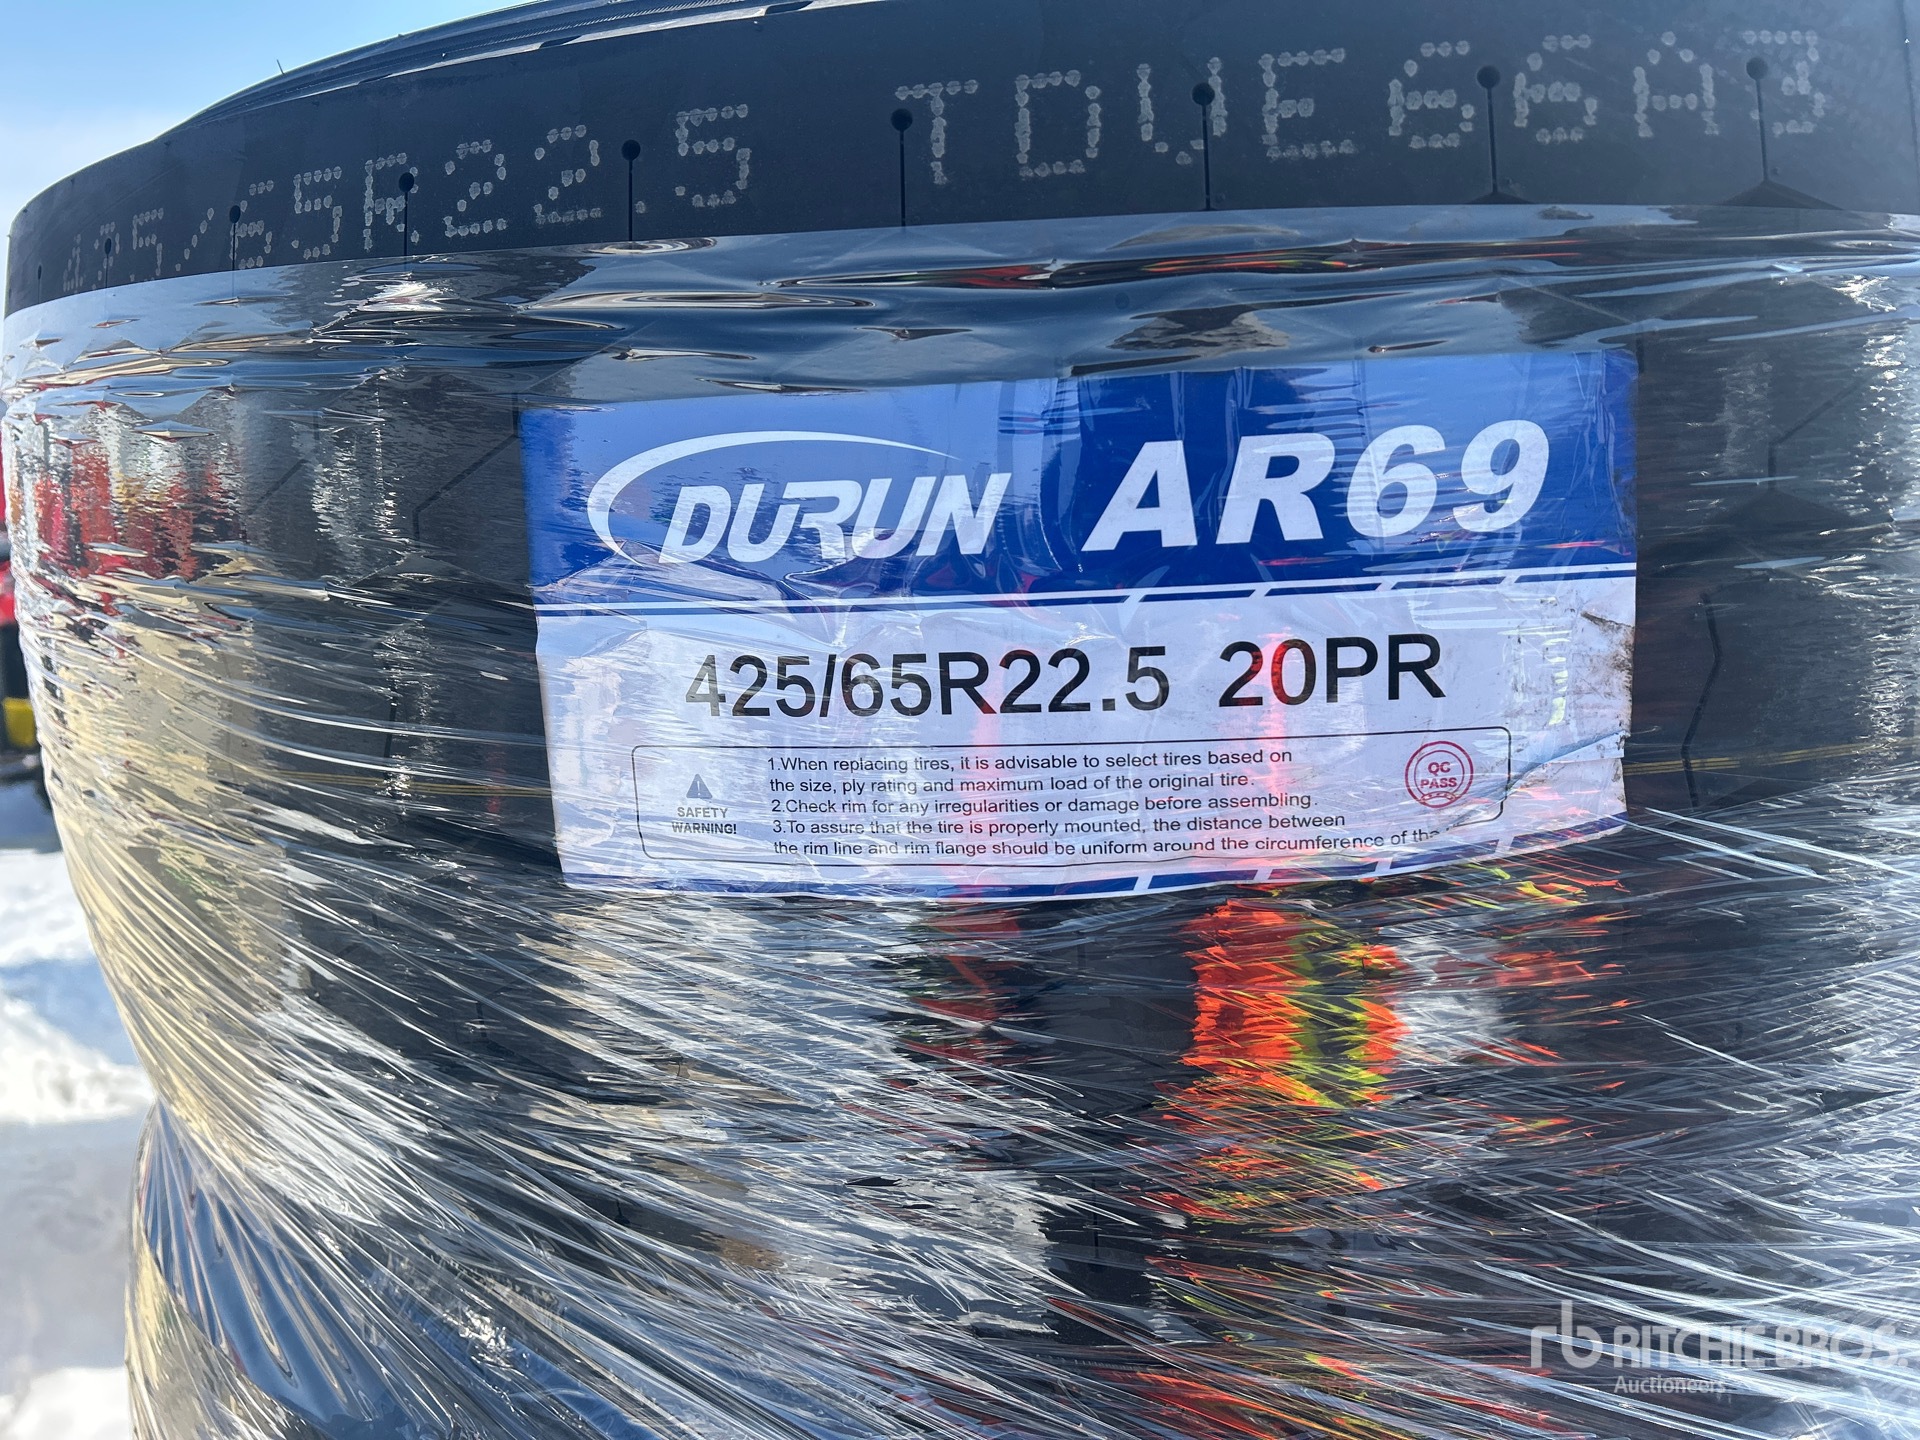 425/65R22.5 TDYE66A3
DURUN AR69
425/65R22.5 20PR
SAFETY
WARNING!
1.When replacing tires, it is advisable to select tires based on
the size, ply rating and maximum load of the original tire.
2.Check rim for any irregularities or damage before assembling.
3.To assure that the tire is properly mounted, the distance between
the rim line and rim flange should be uniform around the circumference of the
QC
PASS
rb RITCHIE BROS.
Auctioneers